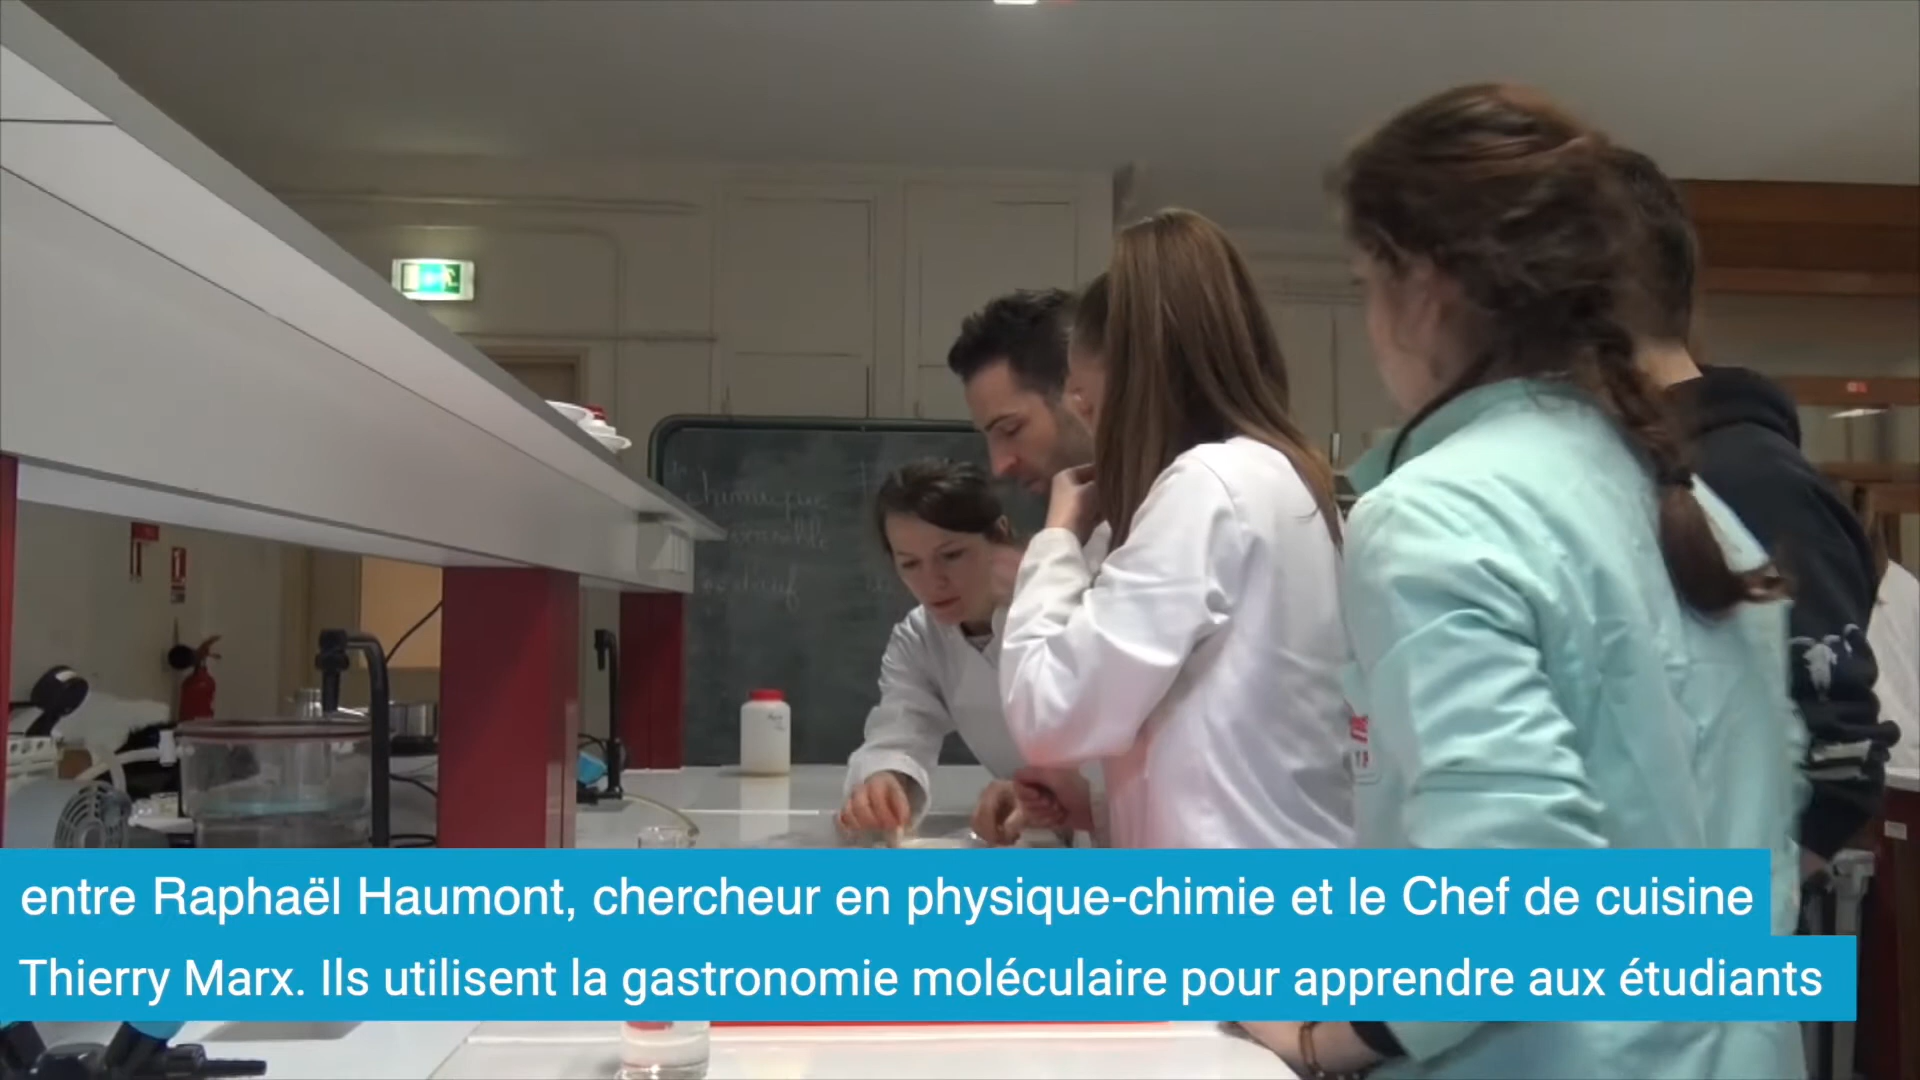 chimique
entre Raphaël Haumont, chercheur en physique-chimie et le Chef de cuisine
Thierry Marx. Ils utilisent la gastronomie moléculaire pour apprendre aux étudiants